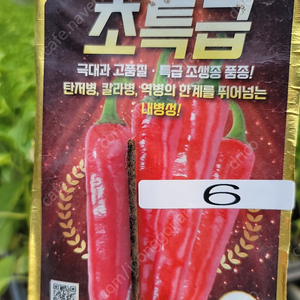 초특급
극대과 고품질 · 특급 조생종 품종!
탄저병, 칼라병, 역병의 한계를 뛰어넘는
내병성!
6